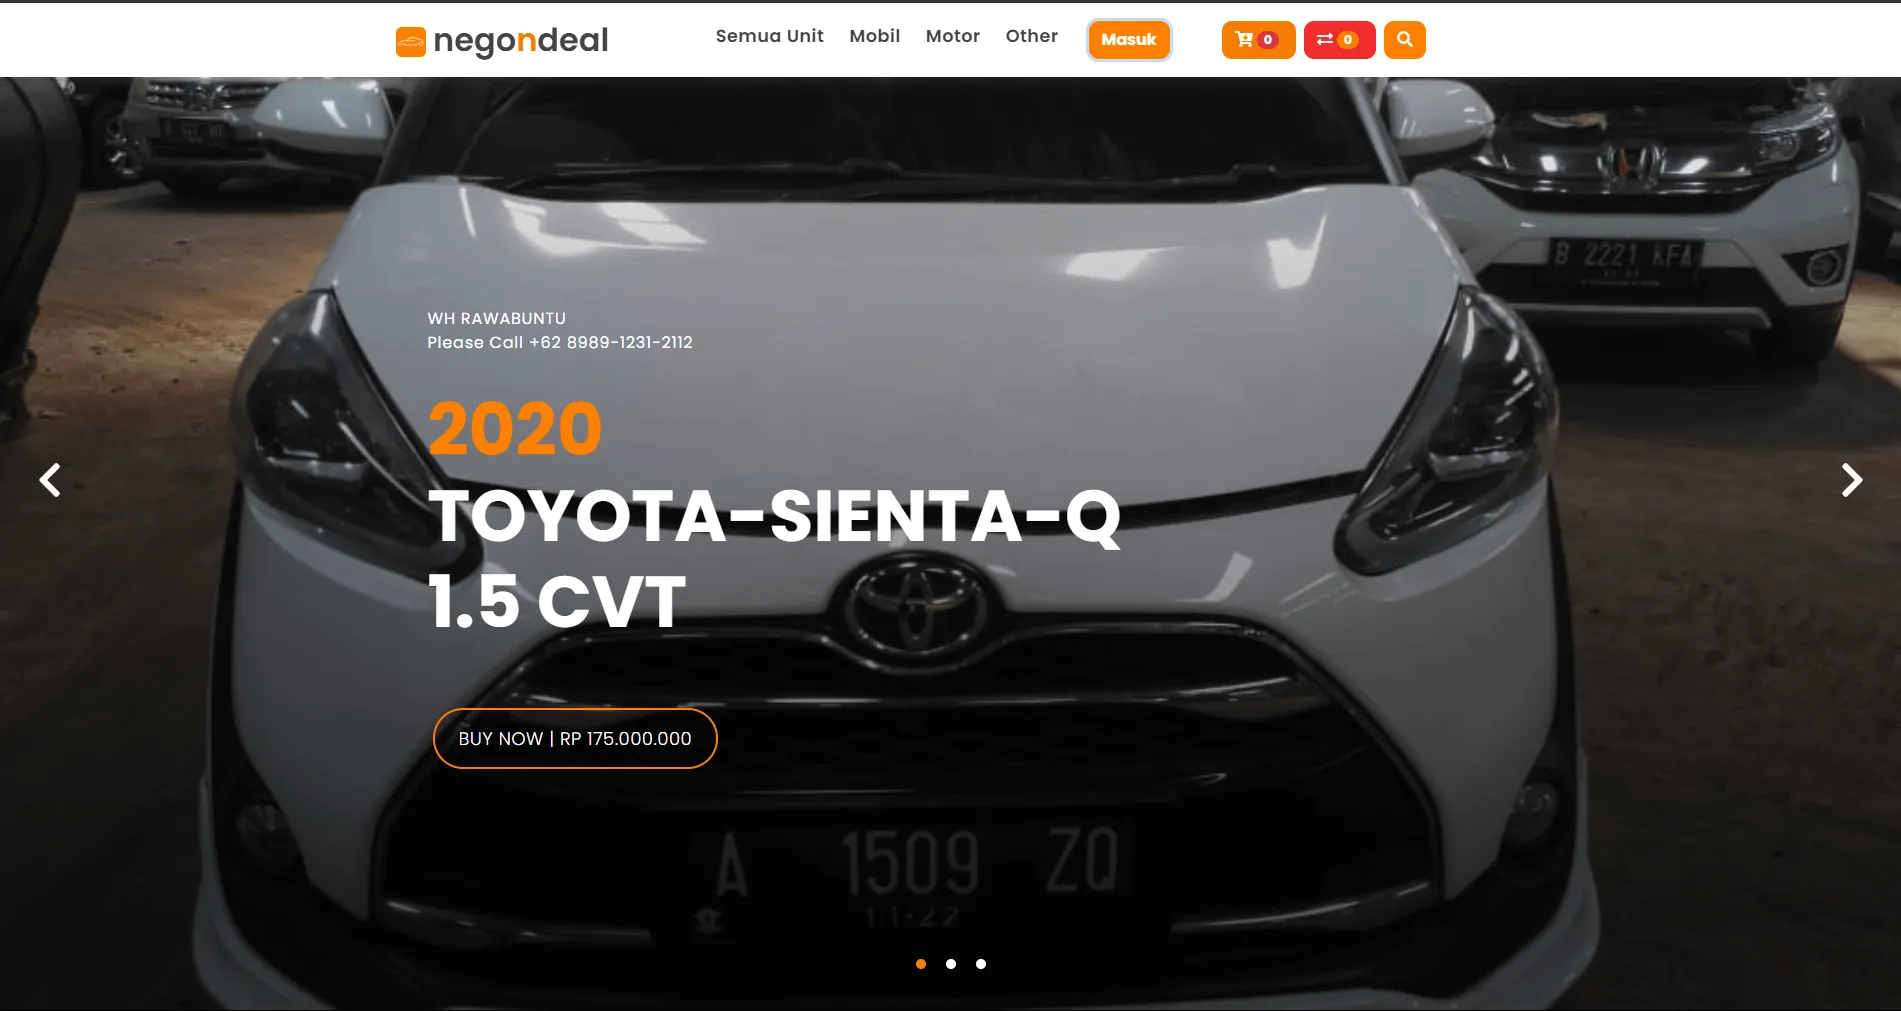 negondeal
Semua Unit Mobil Motor Other Masuk 0 0
B 2221 KFA
WH RAWABUNTU
Please Call +62 8989-1231-2112
2020
TOYOTA-SIENTA-Q
1.5 CVT
BUY NOW | RP 175.000.000
A 1509 ZQ
11-22